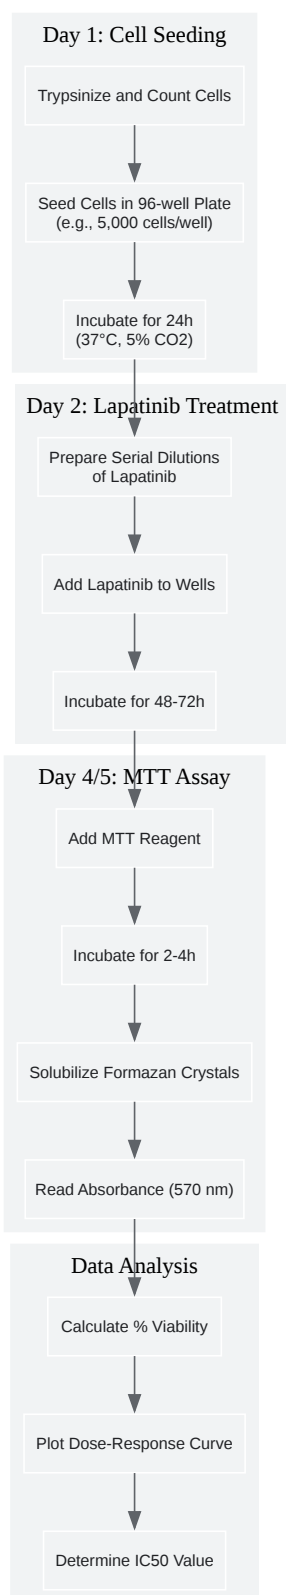 Day 1: Cell Seeding
Trypsinize and Count Cells
Seed Cells in 96-well Plate
(e.g., 5,000 cells/well)
Incubate for 24h
(37°C, 5% CO2)
Day 2: Lapatinib Treatment
Prepare Serial Dilutions
of Lapatinib
Add Lapatinib to Wells
Incubate for 48-72h
Day 4/5: MTT Assay
Add MTT Reagent
Incubate for 2-4h
Solubilize Formazan Crystals
Read Absorbance (570 nm)
Data Analysis
Calculate % Viability
Plot Dose-Response Curve
Determine IC50 Value